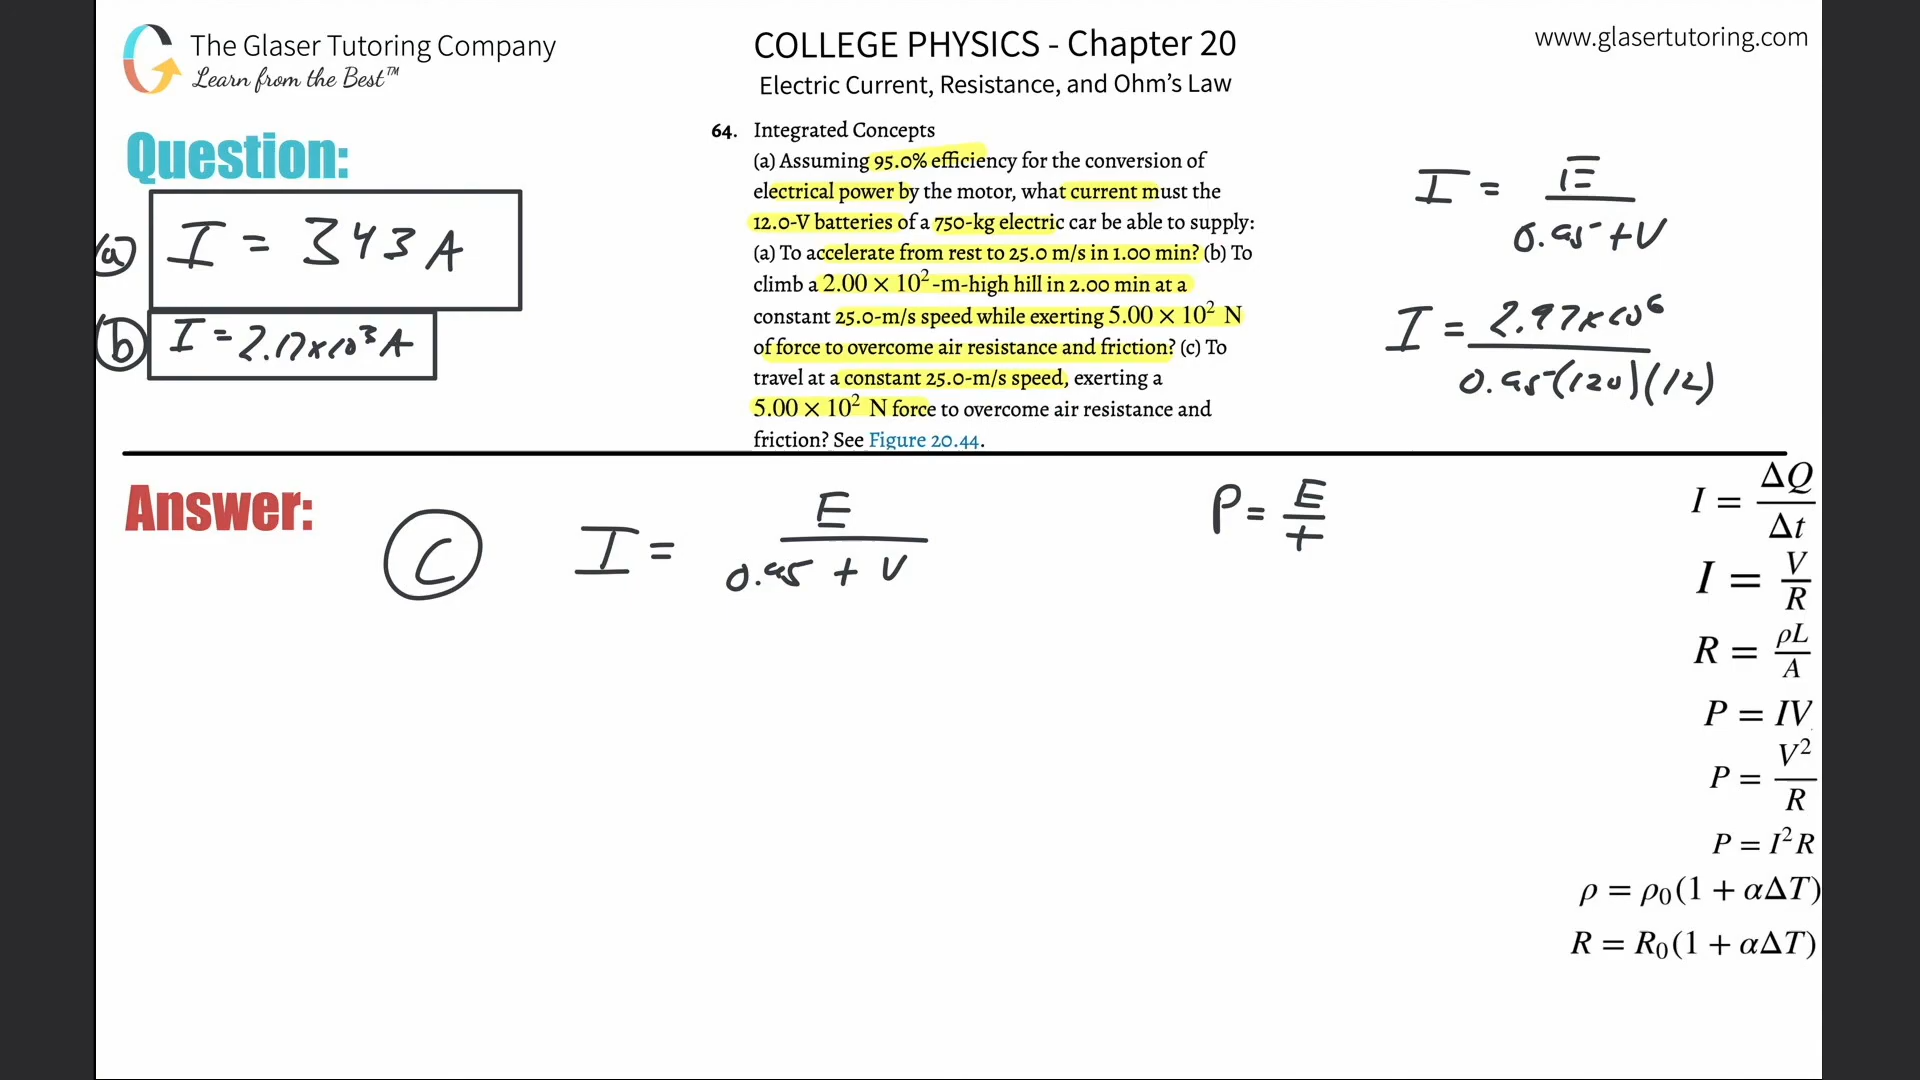 The Glaser Tutoring Company
Learn from the Best™
COLLEGE PHYSICS - Chapter 20
Electric Current, Resistance, and Ohm's Law
www.glasertutoring.com
Question:
(a) I = 343 A
(b) I = 2.17x10³ A
64. Integrated Concepts
(a) Assuming 95.0% efficiency for the conversion of
electrical power by the motor, what current must the
12.0-V batteries of a 750-kg electric car be able to supply:
(a) To accelerate from rest to 25.0 m/s in 1.00 min? (b) To
climb a 2.00 × 10²-m-high hill in 2.00 min at a
constant 25.0-m/s speed while exerting 5.00 × 10² N
of force to overcome air resistance and friction? (c) To
travel at a constant 25.0-m/s speed, exerting a
5.00 × 10² N force to overcome air resistance and
friction? See Figure 20.44.
I = E / 0.95 t V
I = 2.97x10⁶ / 0.95(120)(12)
Answer:
C I = E / 0.95 t V
P = E / t
I = ΔQ / Δt
I = V / R
R = ρL / A
P = IV
P = V² / R
P = I²R
ρ = ρ₀(1 + αΔT)
R = R₀(1 + αΔT)